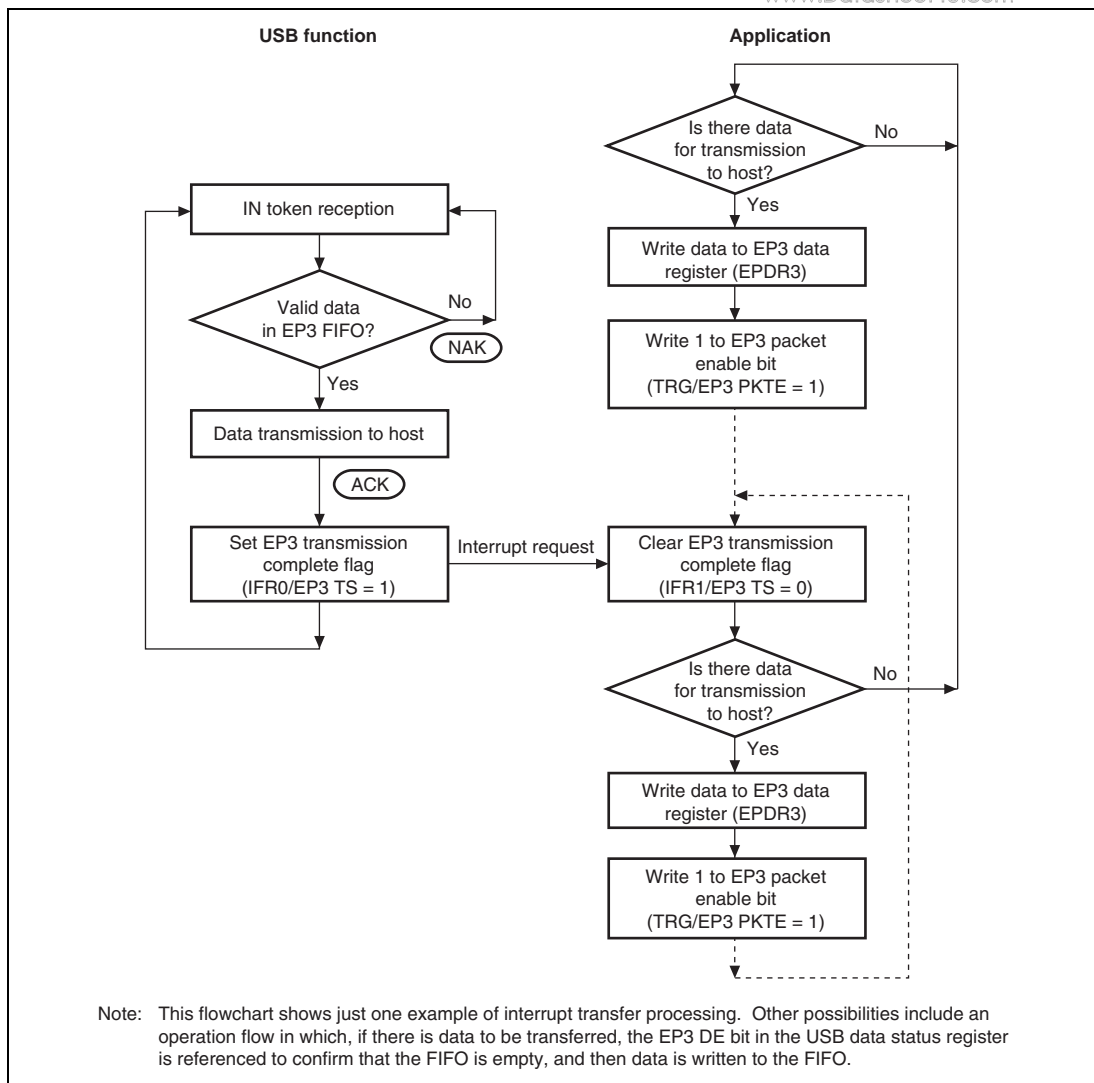 USB function
Application
Is there data
for transmission
to host?
No
Yes
IN token reception
Write data to EP3 data
register (EPDR3)
Valid data
in EP3 FIFO?
No
NAK
Yes
Write 1 to EP3 packet
enable bit
(TRG/EP3 PKTE = 1)
Data transmission to host
ACK
Set EP3 transmission
complete flag
(IFR0/EP3 TS = 1)
Interrupt request
Clear EP3 transmission
complete flag
(IFR1/EP3 TS = 0)
Is there data
for transmission
to host?
No
Yes
Write data to EP3 data
register (EPDR3)
Write 1 to EP3 packet
enable bit
(TRG/EP3 PKTE = 1)
Note: This flowchart shows just one example of interrupt transfer processing. Other possibilities include an
operation flow in which, if there is data to be transferred, the EP3 DE bit in the USB data status register
is referenced to confirm that the FIFO is empty, and then data is written to the FIFO.